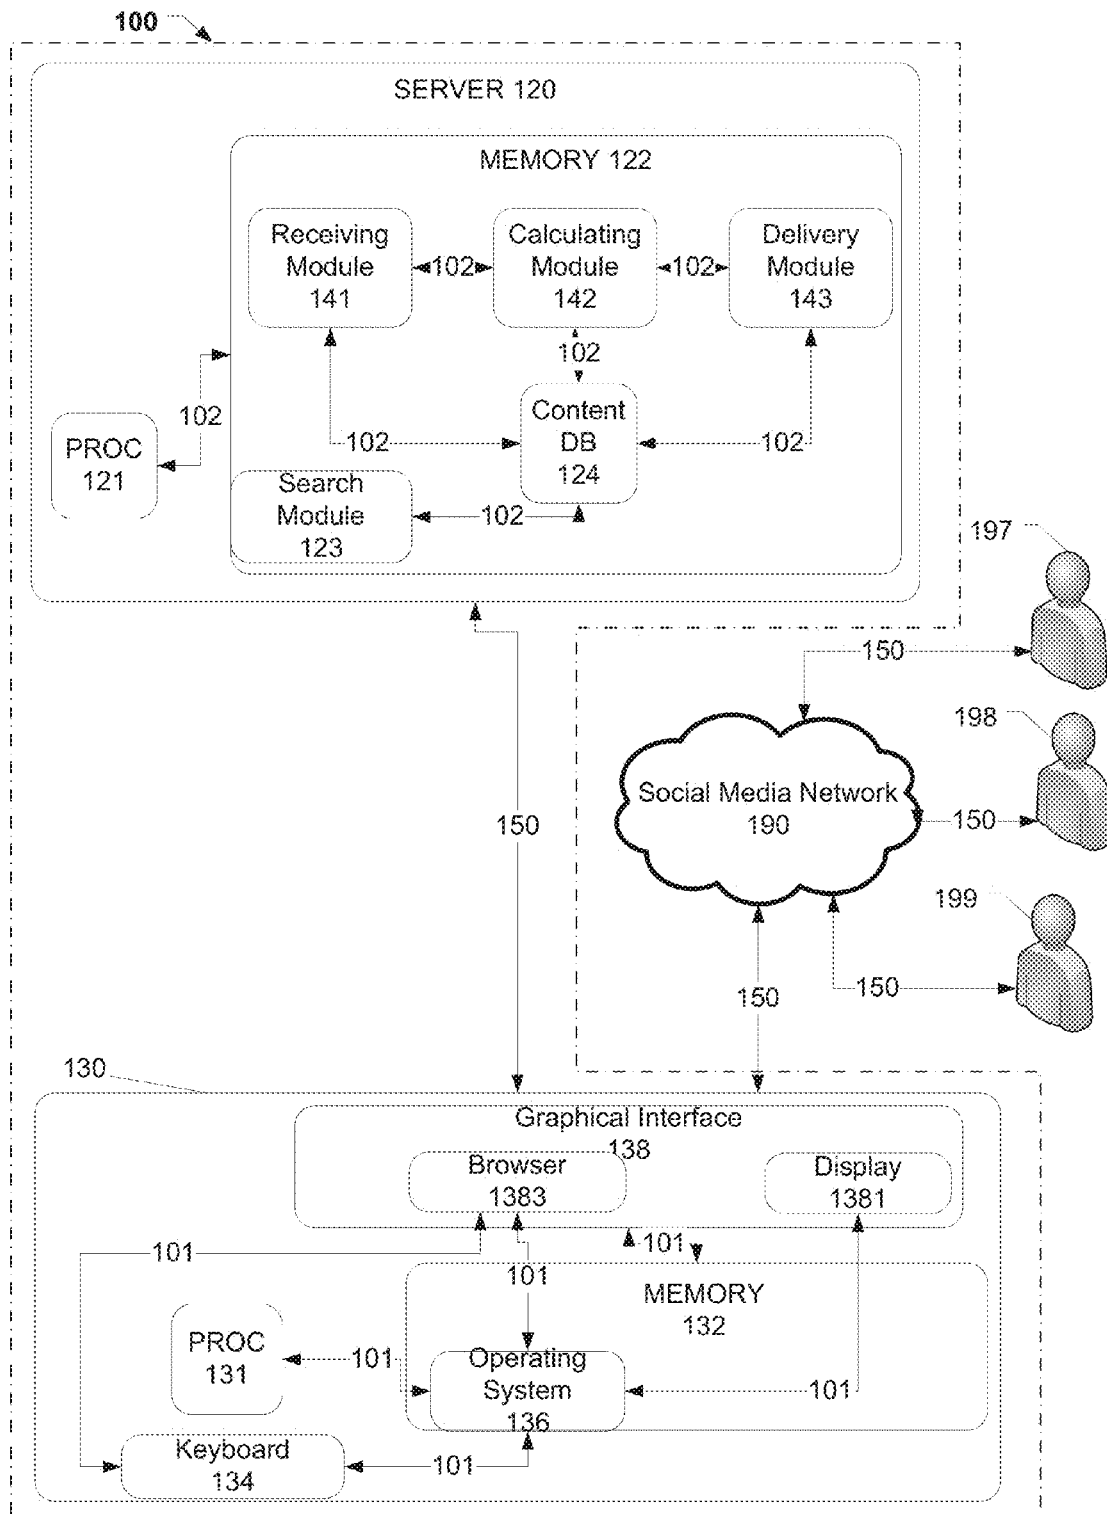 100
SERVER 120
MEMORY 122
Receiving
Module
141
102
Calculating
Module
142
102
Delivery
Module
143
102
102
PROC
121
102
Content
DB
124
102
Search
Module
123
102
197
150
198
Social Media Network
190
150
150
199
150
150
130
Graphical Interface
138
Browser
1383
Display
1381
101
101
101
MEMORY
132
PROC
131
101
Operating
System
136
101
Keyboard
134
101